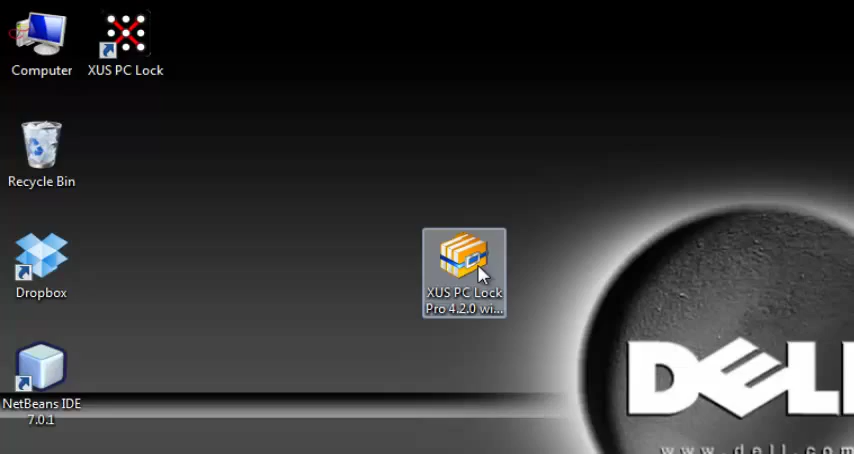 Computer
XUS PC Lock
Recycle Bin
Dropbox
XUS PC Lock
Pro 4.2.0 wi...
NetBeans IDE
7.0.1
DELL
www.dell.com